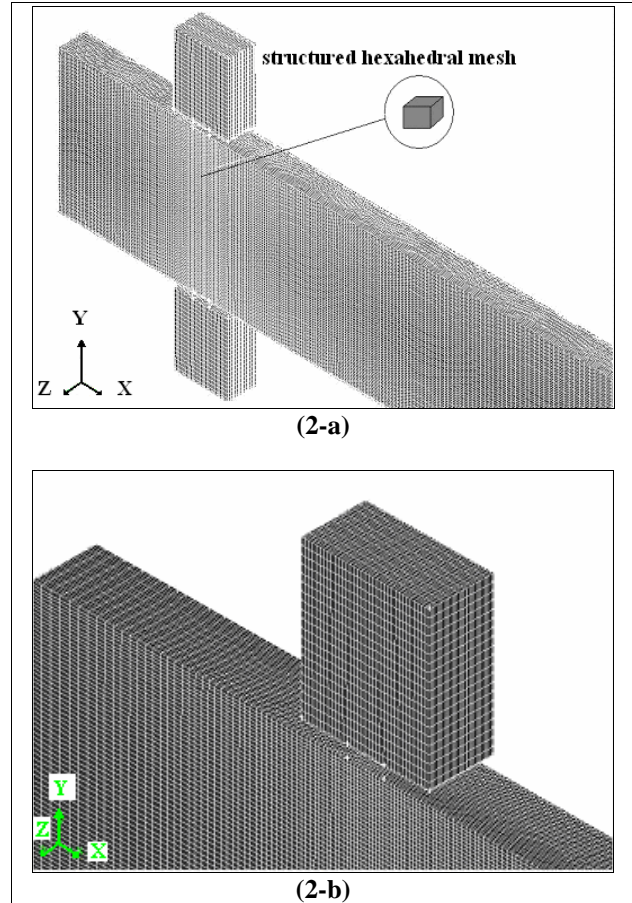 structured hexahedral mesh
Y
Z X
(2-a)
Y
Z
X
(2-b)